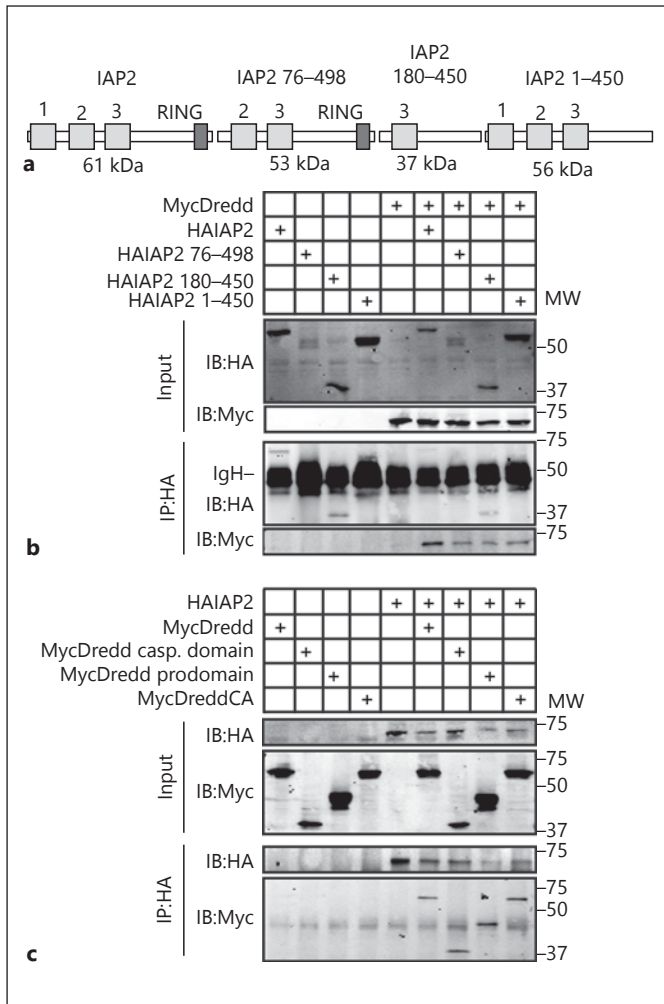 IAP2 IAP2 76–498 IAP2 180–450 IAP2 1–450
1 2 3 RING 2 3 RING 3 1 2 3
a 61 kDa 53 kDa 37 kDa 56 kDa
MycDredd + + + + +
HAIAP2 + +
HAIAP2 76–498 + +
HAIAP2 180–450 + +
HAIAP2 1–450 + + MW
Input IB:HA –50
–37
IB:Myc –75
–75
IP:HA IgH– –50
IB:HA –37
IB:Myc –75
b
HAIAP2 + + + + +
MycDredd + +
MycDredd casp. domain + +
MycDredd prodomain + +
MycDreddCA + + MW
Input IB:HA –75
–75
IB:Myc –50
–37
IP:HA IB:HA –75
–75
IB:Myc –50
–37
c